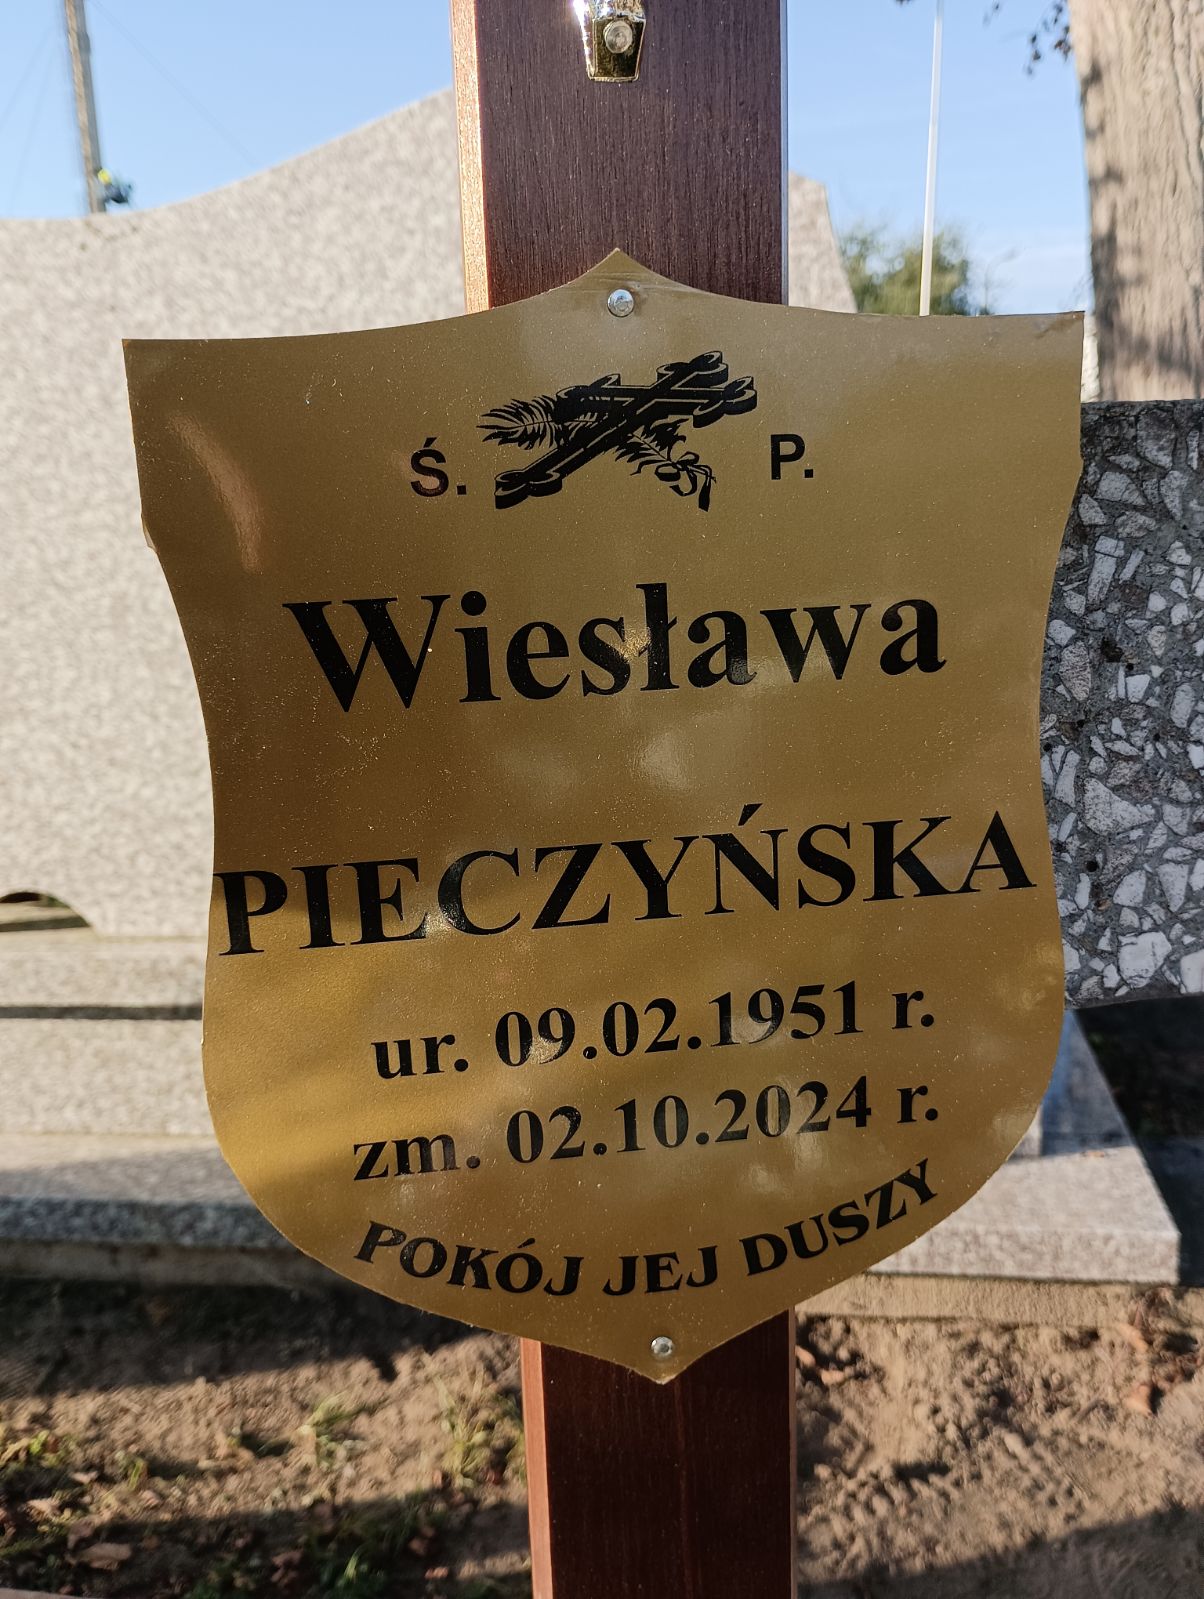 Ś. P.
Wiesława
PIECZYŃSKA
ur. 09.02.1951 r.
zm. 02.10.2024 r.
POKÓJ JEJ DUSZY